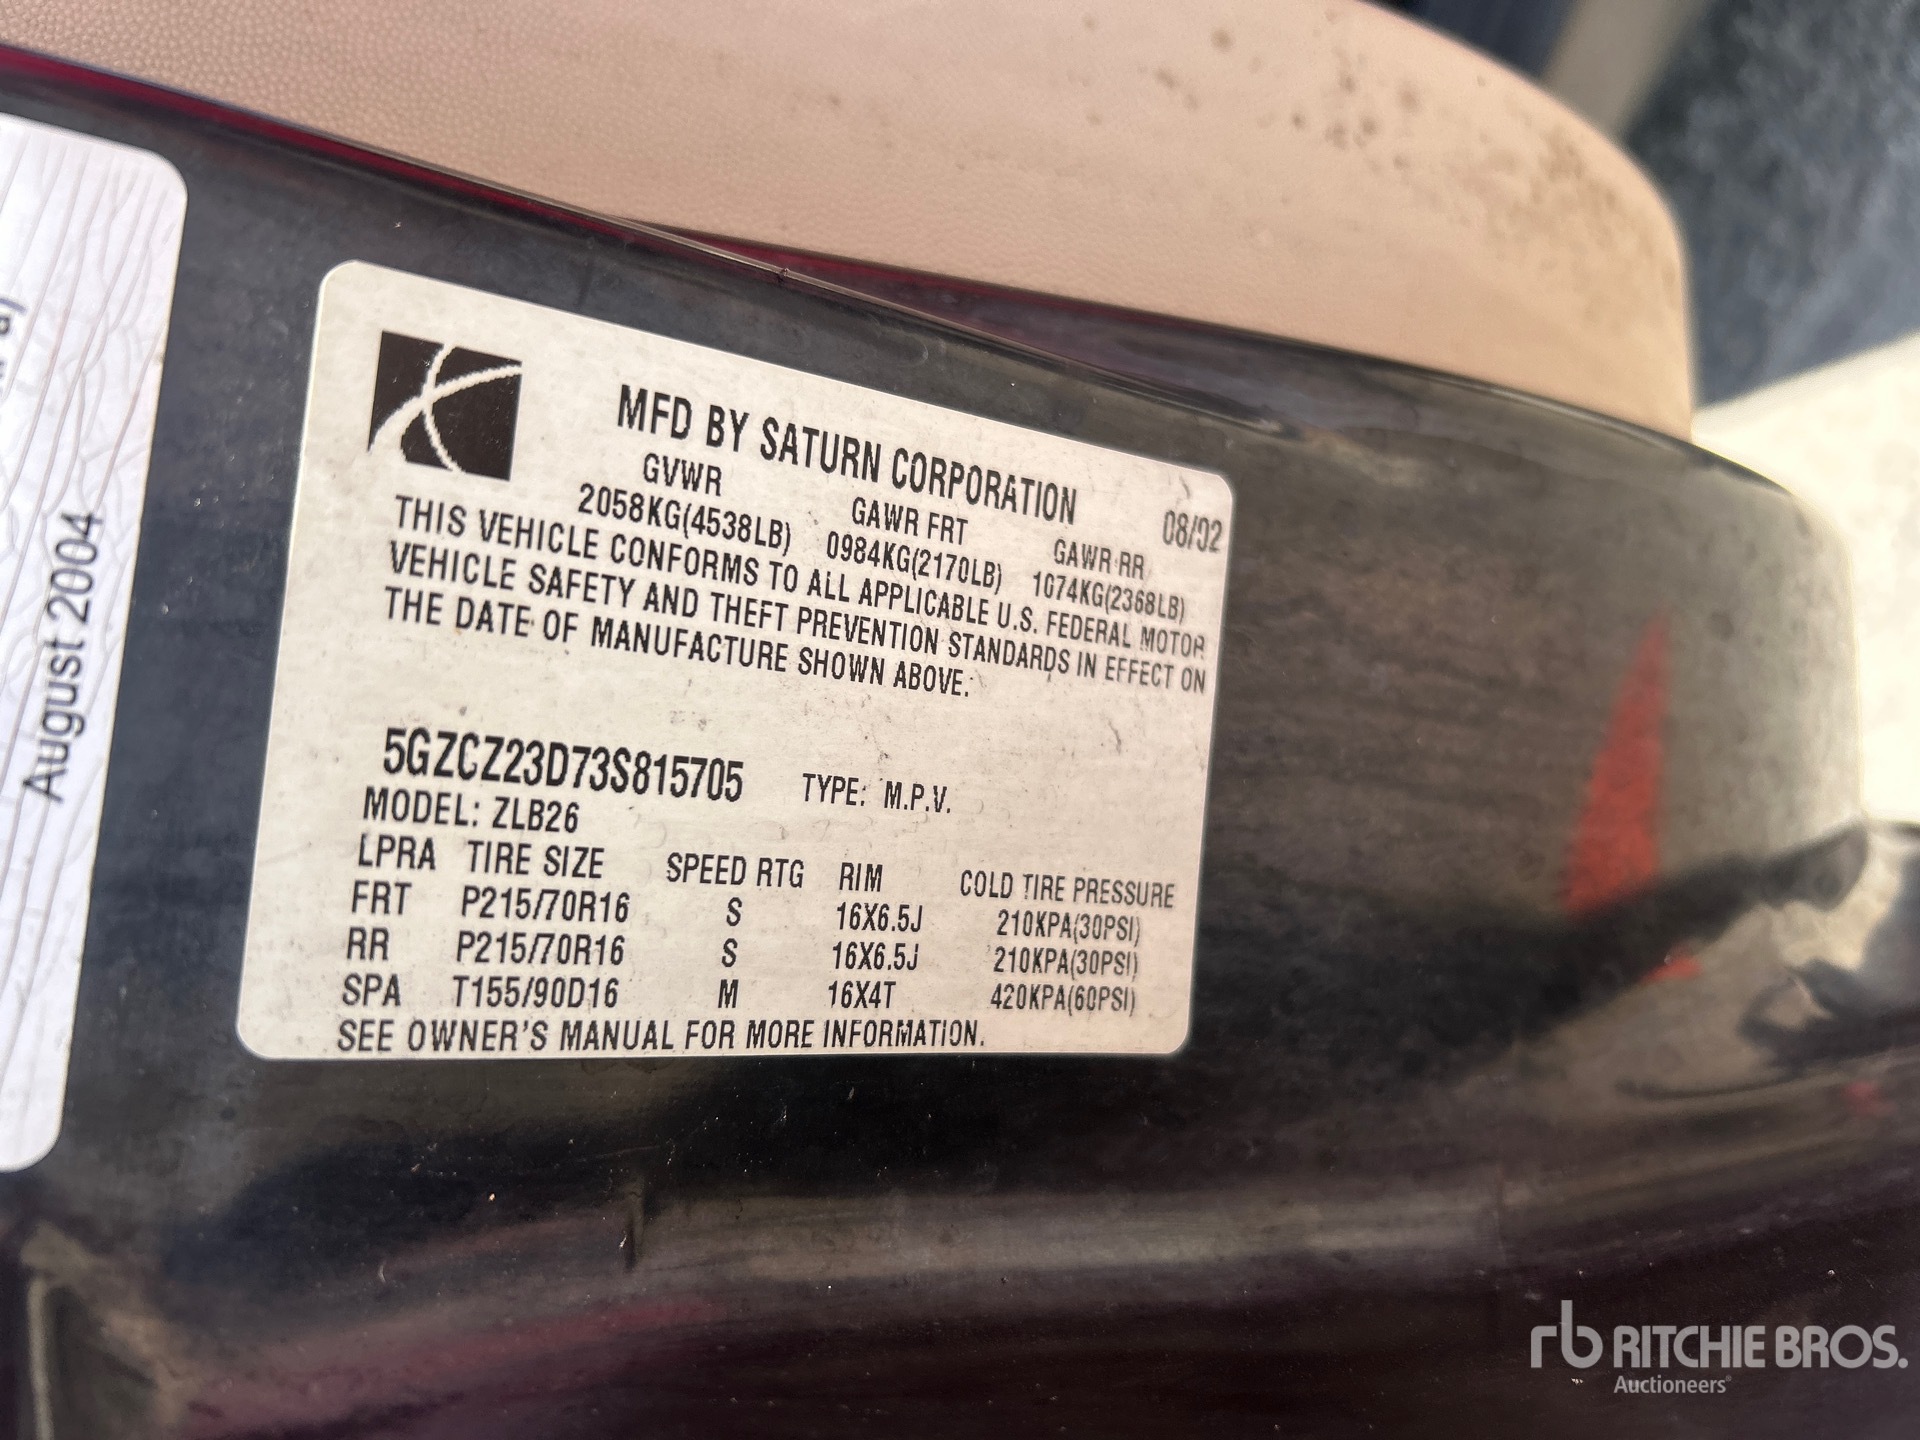 August 2004
MFD BY SATURN CORPORATION 08/02
GVWR GAWR FRT GAWR RR
2058KG(4538LB) 0984KG(2170LB) 1074KG(2368LB)
THIS VEHICLE CONFORMS TO ALL APPLICABLE U.S. FEDERAL MOTOR
VEHICLE SAFETY AND THEFT PREVENTION STANDARDS IN EFFECT ON
THE DATE OF MANUFACTURE SHOWN ABOVE.
5GZCZ23D73S815705 TYPE: M.P.V.
MODEL: ZLB26
LPRA TIRE SIZE SPEED RTG RIM COLD TIRE PRESSURE
FRT P215/70R16 S 16X6.5J 210KPA(30PSI)
RR P215/70R16 S 16X6.5J 210KPA(30PSI)
SPA T155/90D16 M 16X4T 420KPA(60PSI)
SEE OWNER'S MANUAL FOR MORE INFORMATION.
rb RITCHIE BROS.
Auctioneers